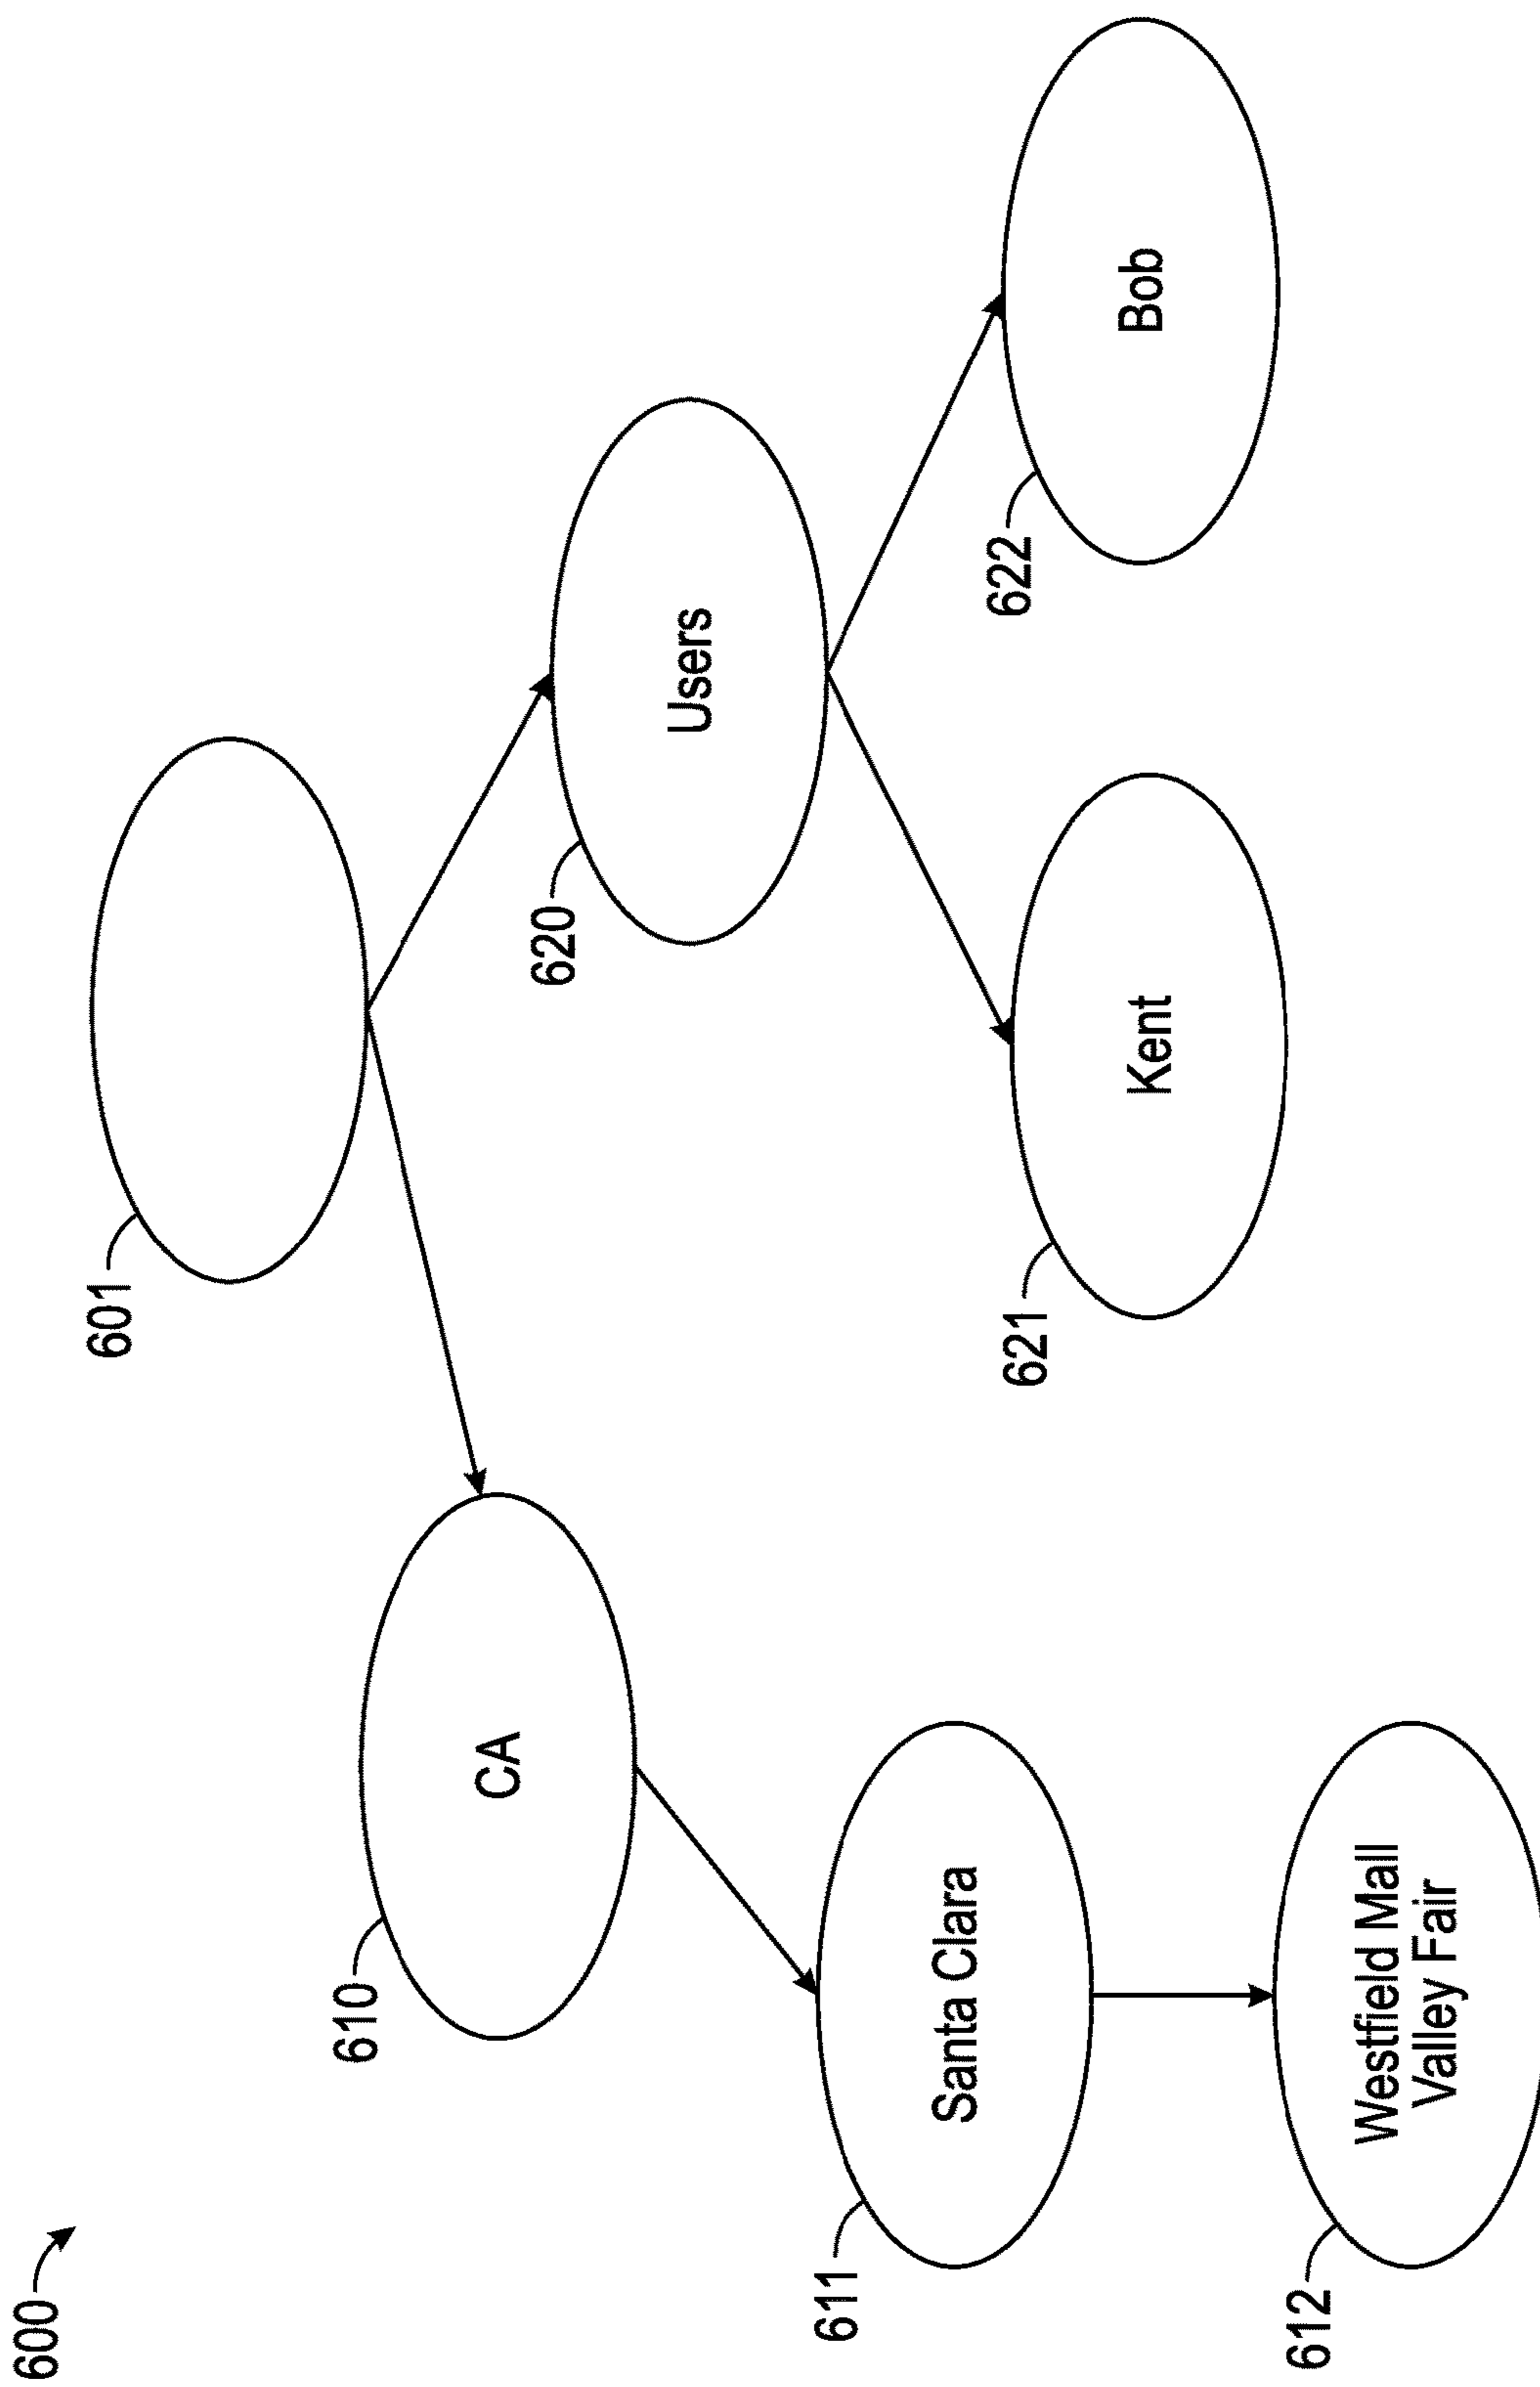 600
601
610
CA
620
Users
611
Santa Clara
621
Kent
622
Bob
612
Westfield Mall
Valley Fair